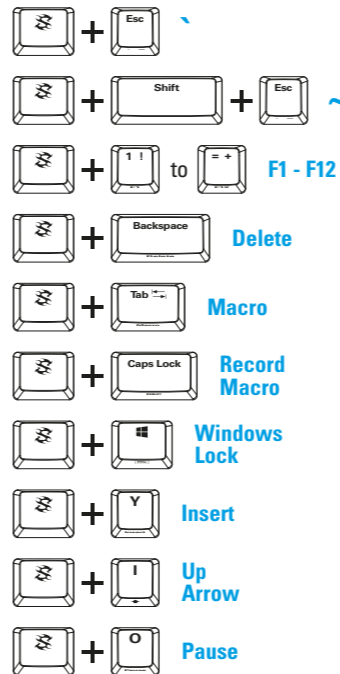 + Esc `
+ Shift + Esc ~
+ 1 ! to = + F1 - F12
+ Backspace Delete
+ Tab Macro
+ Caps Lock Record
Macro
+ Windows
Lock
+ Y Insert
+ I Up
Arrow
+ O Pause